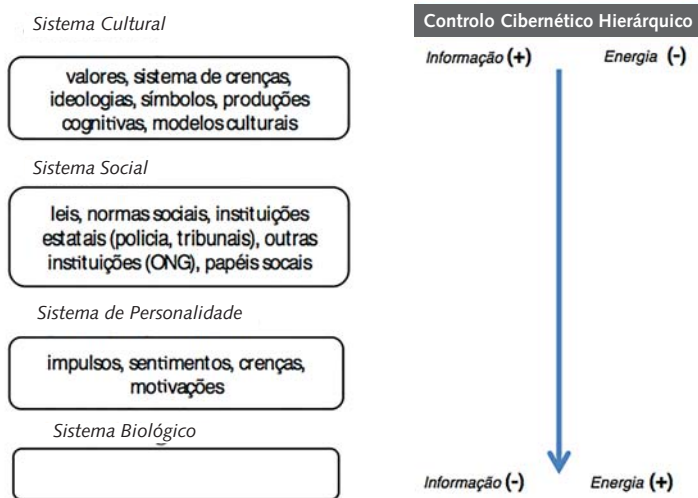 Sistema Cultural
valores, sistema de crenças,
ideologias, símbolos, produções
cognitivas, modelos culturais
Sistema Social
leis, normas sociais, instituições
estatais (policia, tribunais), outras
instituições (ONG), papéis socais
Sistema de Personalidade
impulsos, sentimentos, crenças,
motivações
Sistema Biológico
Controlo Cibernético Hierárquico
Informação (+) Energia (-)
Informação (-) Energia (+)